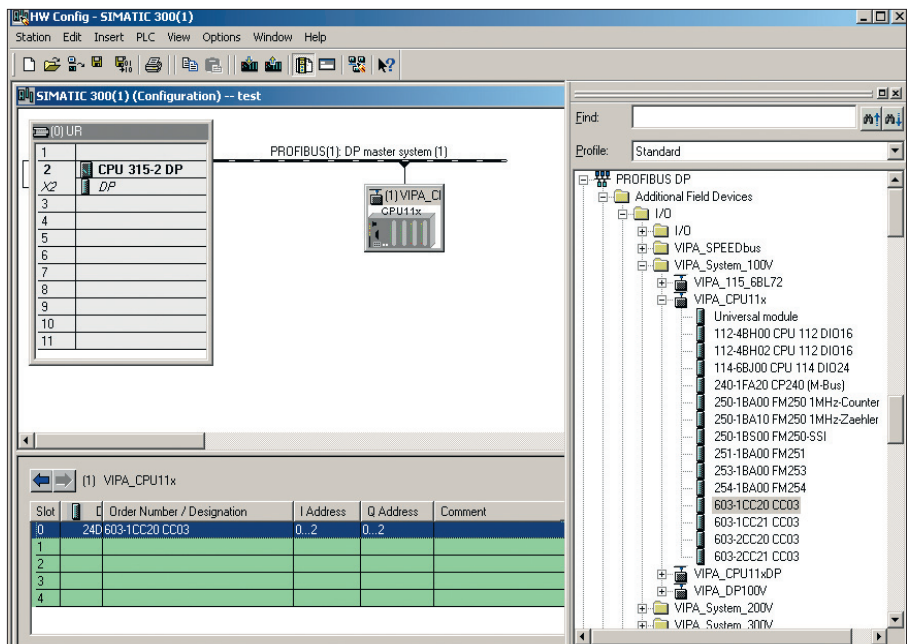 HW Config - SIMATIC 300(1)
Station Edit Insert PLC View Options Window Help
SIMATIC 300(1) (Configuration) -- test
(0) UR
1
2 CPU 315-2 DP
X2 DP
3
4
5
6
7
8
9
10
11
PROFIBUS(1): DP master system (1)
(1) VIPA_CI
CPU11x
(1) VIPA_CPU11x
Slot D Order Number / Designation I Address Q Address Comment
0 24D 603-1CC20 CC03 0...2 0...2
1
2
3
4
Find:
Profile: Standard
PROFIBUS DP
Additional Field Devices
I/O
I/O
VIPA_SPEEDbus
VIPA_System_100V
VIPA_115_6BL72
VIPA_CPU11x
Universal module
112-4BH00 CPU 112 DIO16
112-4BH02 CPU 112 DIO16
114-6BJ00 CPU 114 DIO24
240-1FA20 CP240 (M-Bus)
250-1BA00 FM250 1MHz-Counter
250-1BA10 FM250 1MHz-Zaehler
250-1BS00 FM250-SSI
251-1BA00 FM251
253-1BA00 FM253
254-1BA00 FM254
603-1CC20 CC03
603-1CC21 CC03
603-2CC20 CC03
603-2CC21 CC03
VIPA_CPU11xDP
VIPA_DP100V
VIPA_System_200V
VIPA_System_300V